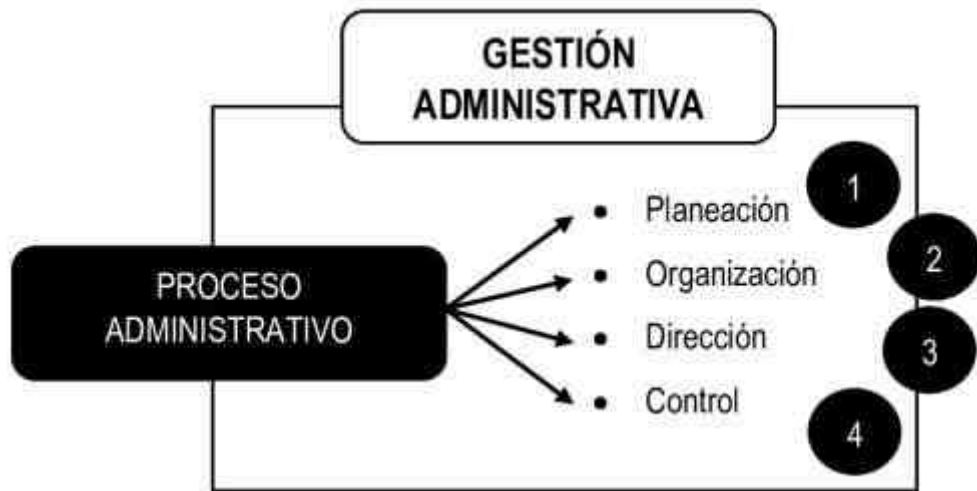 GESTIÓN
ADMINISTRATIVA
1
• Planeación
2
PROCESO
ADMINISTRATIVO
• Organización
• Dirección
3
• Control
4